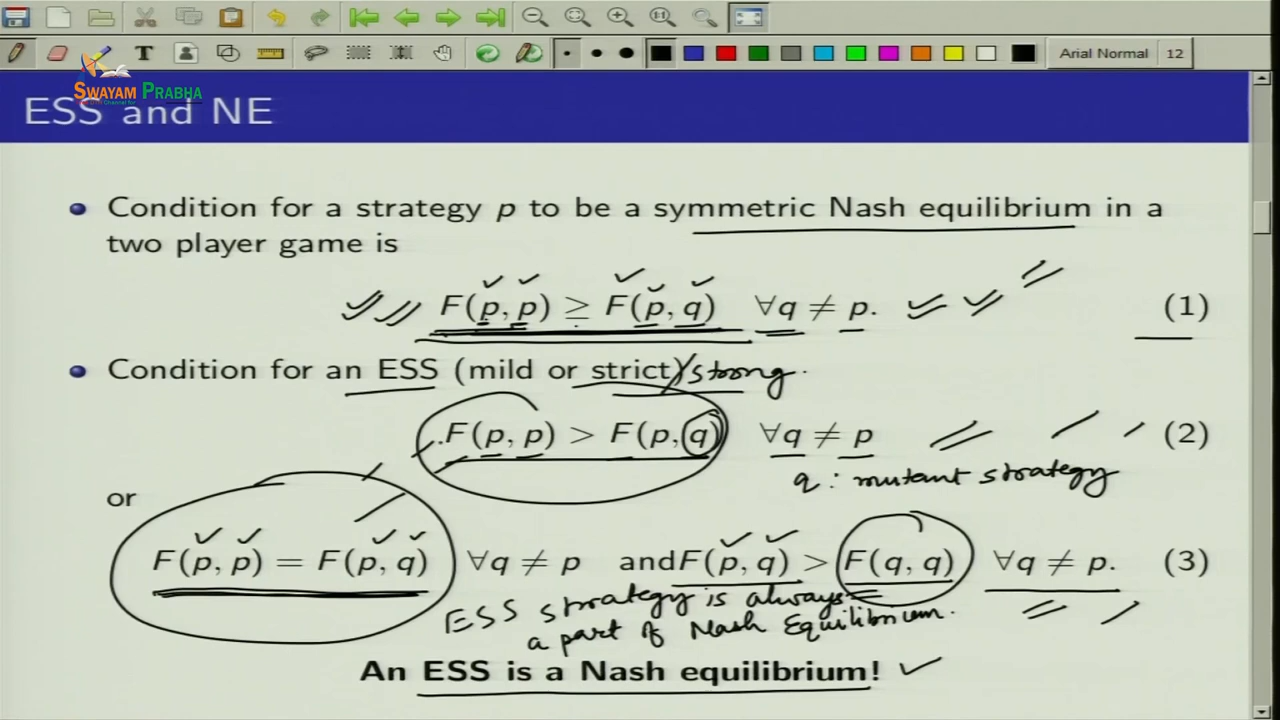 T
Arial Normal
12
SWAYAM PRABHA
ESS and NE
Condition for a strategy p to be a symmetric Nash equilibrium in a
two player game is
F(p, p) ≥ F(p, q) ∀q ≠ p. (1)
Condition for an ESS (mild or strict)/strong.
F(p, p) > F(p, q) ∀q ≠ p (2)
q : mutant strategy
or
F(p, p) = F(p, q) ∀q ≠ p and F(p, q) > F(q, q) ∀q ≠ p. (3)
ESS strategy is always
a part of Nash Equilibrium.
An ESS is a Nash equilibrium!